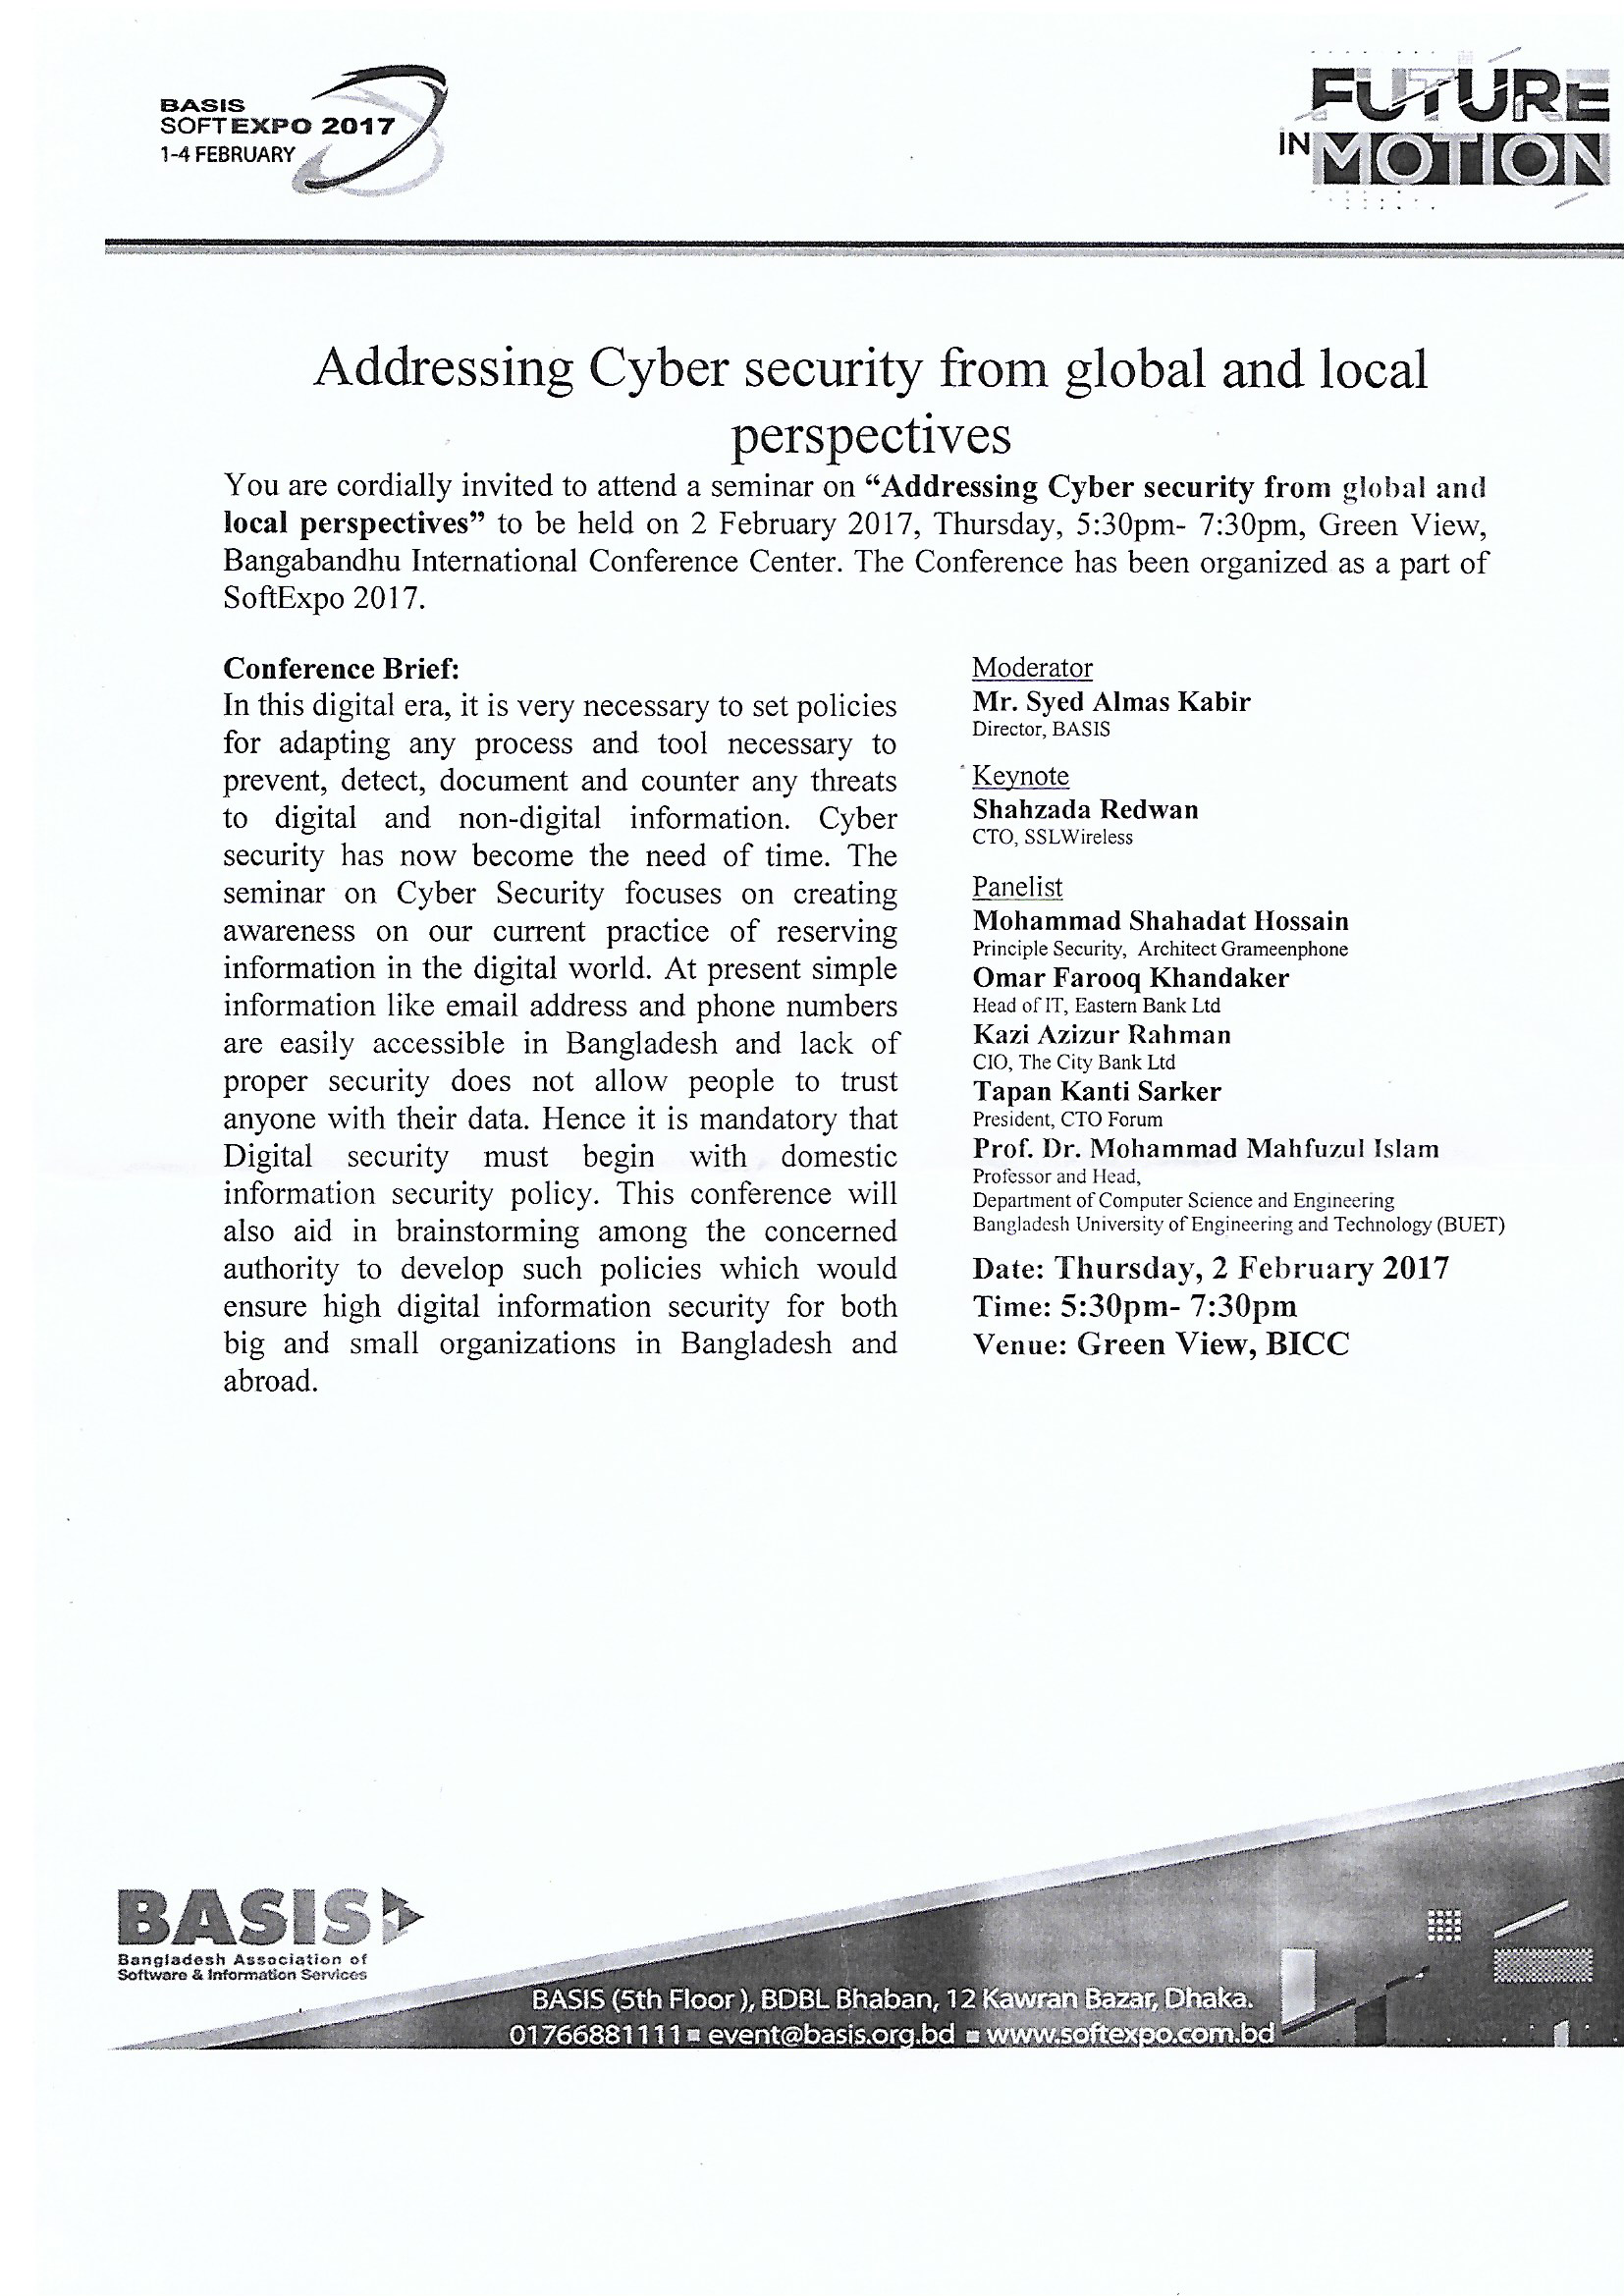 BASIS
SOFTEXPO 2017
1-4 FEBRUARY
FUTURE
IN MOTION
Addressing Cyber security from global and local
perspectives
You are cordially invited to attend a seminar on “Addressing Cyber security from global and
local perspectives” to be held on 2 February 2017, Thursday, 5:30pm- 7:30pm, Green View,
Bangabandhu International Conference Center. The Conference has been organized as a part of
SoftExpo 2017.
Conference Brief:
In this digital era, it is very necessary to set policies
for adapting any process and tool necessary to
prevent, detect, document and counter any threats
to digital and non-digital information. Cyber
security has now become the need of time. The
seminar on Cyber Security focuses on creating
awareness on our current practice of reserving
information in the digital world. At present simple
information like email address and phone numbers
are easily accessible in Bangladesh and lack of
proper security does not allow people to trust
anyone with their data. Hence it is mandatory that
Digital security must begin with domestic
information security policy. This conference will
also aid in brainstorming among the concerned
authority to develop such policies which would
ensure high digital information security for both
big and small organizations in Bangladesh and
abroad.
Moderator
Mr. Syed Almas Kabir
Director, BASIS
Keynote
Shahzada Redwan
CTO, SSLWireless
Panelist
Mohammad Shahadat Hossain
Principle Security, Architect Grameenphone
Omar Farooq Khandaker
Head of IT, Eastern Bank Ltd
Kazi Azizur Rahman
CIO, The City Bank Ltd
Tapan Kanti Sarker
President, CTO Forum
Prof. Dr. Mohammad Mahfuzul Islam
Professor and Head,
Department of Computer Science and Engineering
Bangladesh University of Engineering and Technology (BUET)
Date: Thursday, 2 February 2017
Time: 5:30pm- 7:30pm
Venue: Green View, BICC
BASIS
Bangladesh Association of
Software & Information Services
BASIS (5th Floor), BDBL Bhaban, 12 Kawran Bazar, Dhaka.
01766881111 ■ event@basis.org.bd ■ www.softexpo.com.bd